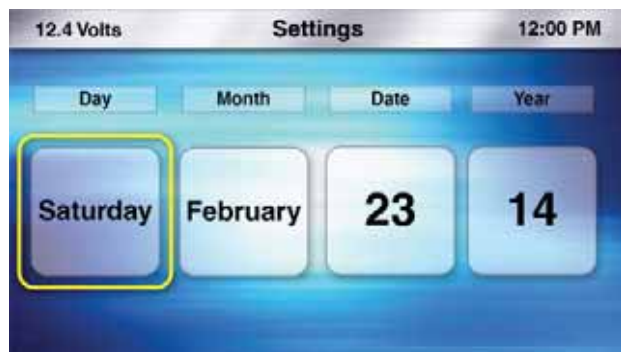 12.4 Volts Settings 12:00 PM
Day Month Date Year
Saturday February 23 14